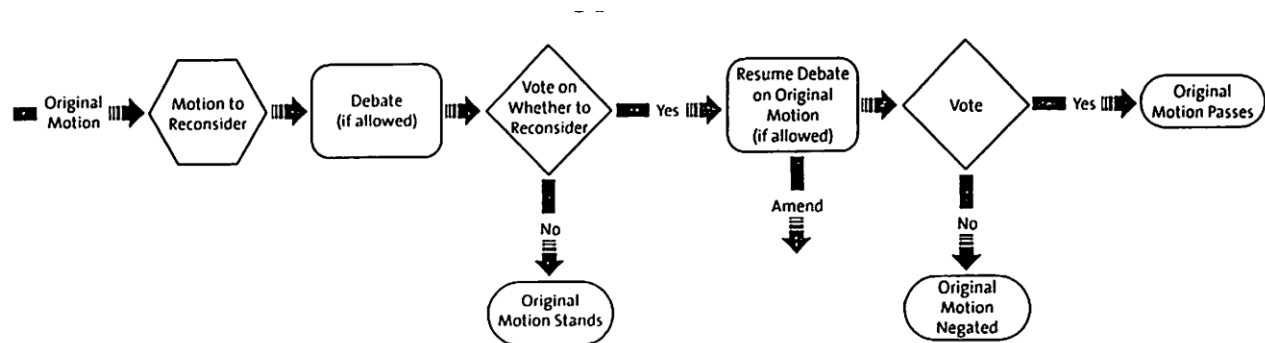 Original
Motion
Motion to
Reconsider
Debate
(if allowed)
Vote on
Whether to
Reconsider
Yes
No
Original
Motion Stands
Resume Debate
on Original
Motion
(if allowed)
Amend
Vote
Yes
No
Original
Motion
Negated
Original
Motion Passes